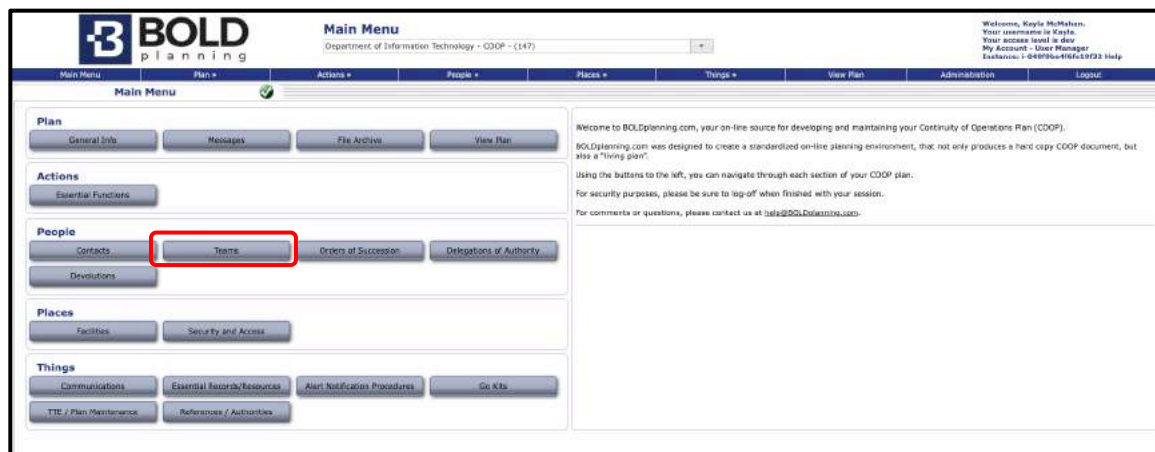 BOLD
planning
Main Menu
Department of Information Technology - COOP - (147)
Welcome, Kayla McMahan.
Your username is Kayla.
Your access level is dev
My Account - User Manager
Main Menu
Plan
Actions
People
Places
Things
View Plan
Administration
Logout
Main Menu
Plan
General Info
Messages
File Archive
View Plan
Actions
Essential Functions
People
Contacts
Teams
Orders of Succession
Delegations of Authority
Devolutions
Places
Facilities
Security and Access
Things
Communications
Essential Records/Resources
Alert Notification Procedures
Go Kits
TTE / Plan Maintenance
References / Authorities
Welcome to BOLDplanning.com, your on-line source for developing and maintaining your Continuity of Operations Plan (COOP).
BOLDplanning.com was designed to create a standardized on-line planning environment, that not only produces a hard copy COOP document, but
also a "living plan".
Using the buttons to the left, you can navigate through each section of your COOP plan.
For security purposes, please be sure to log-off when finished with your session.
For comments or questions, please contact us at help@BOLDplanning.com.